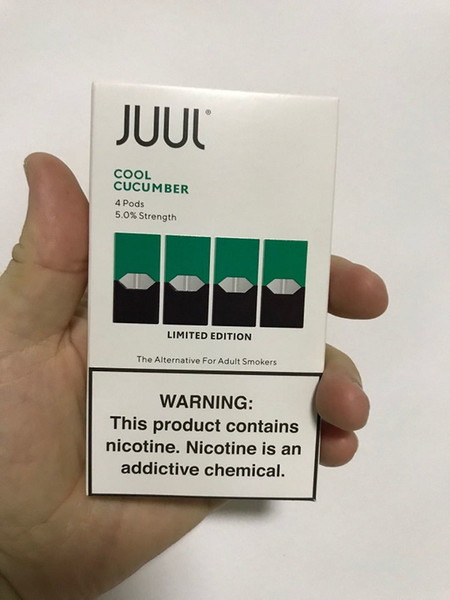 JUUL®
COOL
CUCUMBER
4 Pods
5.0% Strength
LIMITED EDITION
The Alternative For Adult Smokers
WARNING:
This product contains
nicotine. Nicotine is an
addictive chemical.